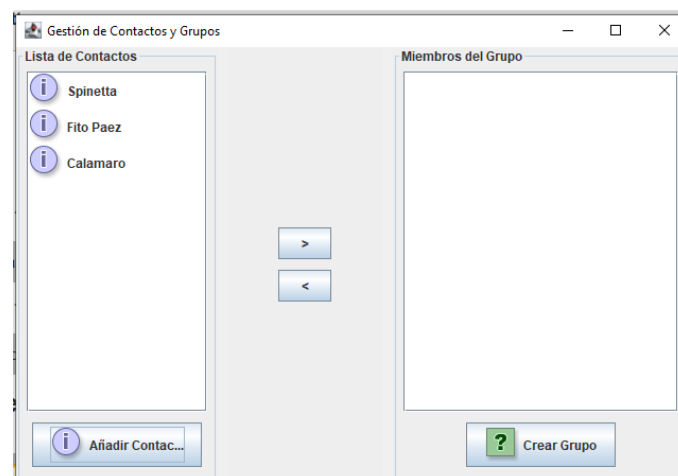 Gestión de Contactos y Grupos
Lista de Contactos
Spinetta
Fito Paez
Calamaro
Añadir Contac...
>
<
Miembros del Grupo
Crear Grupo